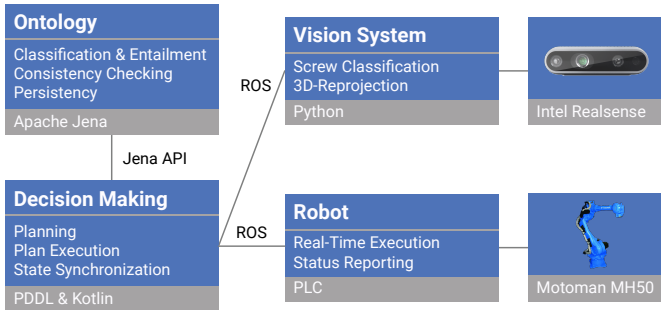 Ontology
Classification & Entailment
Consistency Checking
Persistency
Apache Jena
Jena API
Decision Making
Planning
Plan Execution
State Synchronization
PDDL & Kotlin
ROS
ROS
Vision System
Screw Classification
3D-Reprojection
Python
Intel Realsense
Robot
Real-Time Execution
Status Reporting
PLC
Motoman MH50